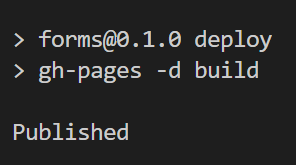 > forms@0.1.0 deploy
> gh-pages -d build
Published